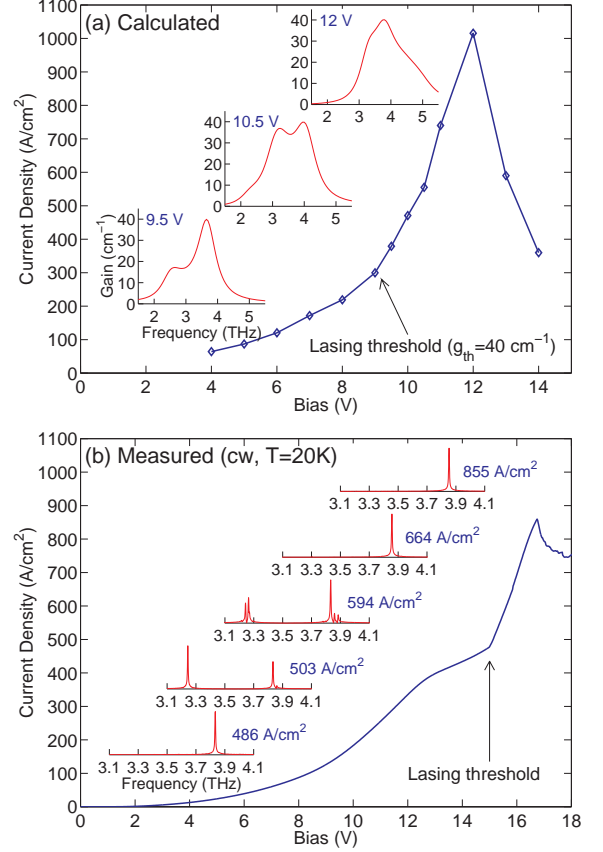 (a) Calculated
Current Density (A/cm²)
1100
1000
900
800
700
600
500
400
300
200
100
0
12 V
40
30
20
10
0
2 3 4 5
10.5 V
40
30
20
10
0
2 3 4 5
9.5 V
Gain (cm⁻¹)
40
30
20
10
0
2 3 4 5
Frequency (THz)
Lasing threshold (g_th=40 cm⁻¹)
0 2 4 6 8 10 12 14
Bias (V)
(b) Measured (cw, T=20K)
Current Density (A/cm²)
1100
1000
900
800
700
600
500
400
300
200
100
0
855 A/cm²
3.1 3.3 3.5 3.7 3.9 4.1
664 A/cm²
3.1 3.3 3.5 3.7 3.9 4.1
594 A/cm²
3.1 3.3 3.5 3.7 3.9 4.1
503 A/cm²
3.1 3.3 3.5 3.7 3.9 4.1
486 A/cm²
3.1 3.3 3.5 3.7 3.9 4.1
Frequency (THz)
Lasing threshold
0 2 4 6 8 10 12 14 16 18
Bias (V)